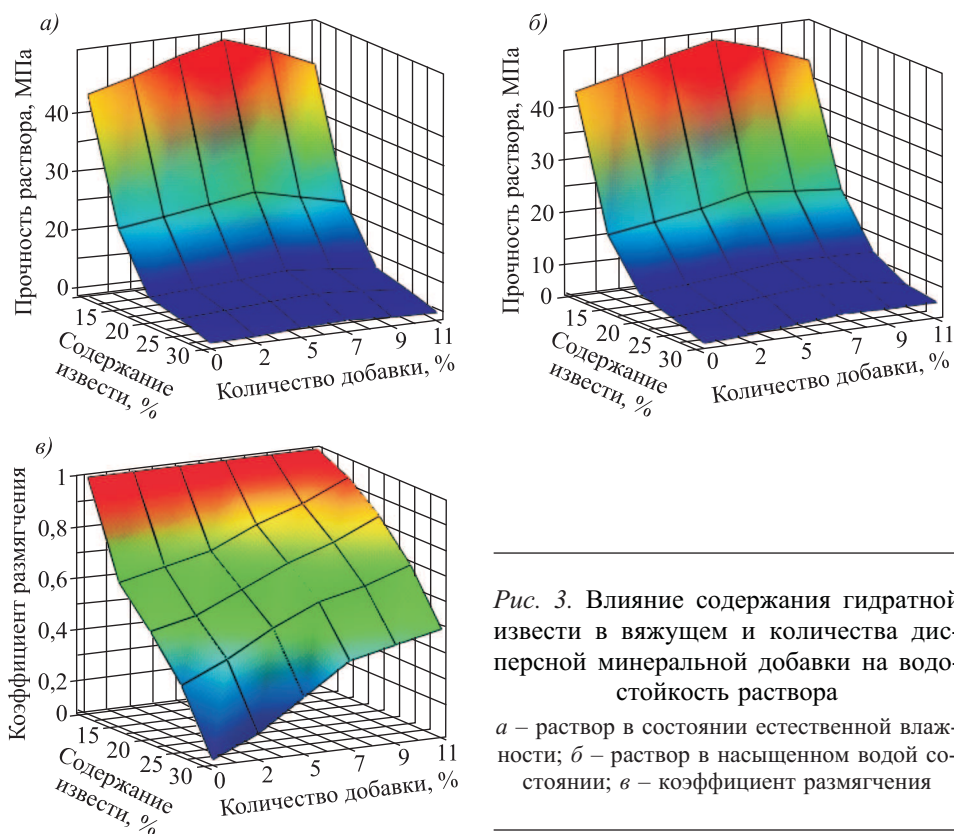 а)
Прочность раствора, МПа
40
30
20
0
15
20
25
30
Содержание
извести, %
0
2
5
7
9
11
Количество добавки, %
б)
Прочность раствора, МПа
40
30
20
10
0
15
20
25
30
Содержание
извести, %
0
2
5
7
9
11
Количество добавки, %
в)
Коэффициент размягчения
1
0,8
0,6
0,4
0,2
0
15
20
25
30
Содержание
извести, %
0
2
5
7
9
11
Количество добавки, %
Рис. 3. Влияние содержания гидратной
извести в вяжущем и количества дис-
персной минеральной добавки на водо-
стойкость раствора
а – раствор в состоянии естественной влаж-
ности; б – раствор в насыщенном водой со-
стоянии; в – коэффициент размягчения